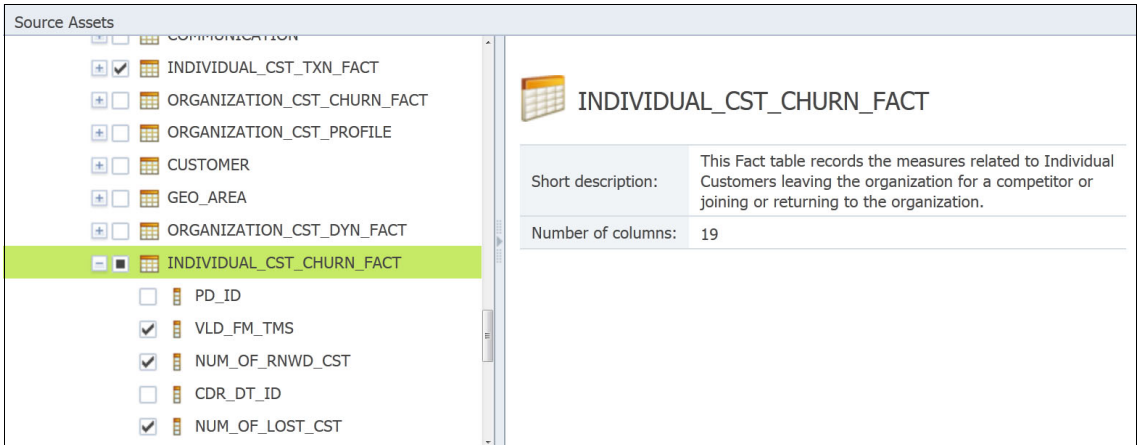 Source Assets
COMMUNICATION
INDIVIDUAL_CST_TXN_FACT
ORGANIZATION_CST_CHURN_FACT
ORGANIZATION_CST_PROFILE
CUSTOMER
GEO_AREA
ORGANIZATION_CST_DYN_FACT
INDIVIDUAL_CST_CHURN_FACT
PD_ID
VLD_FM_TMS
NUM_OF_RNWD_CST
CDR_DT_ID
NUM_OF_LOST_CST
INDIVIDUAL_CST_CHURN_FACT
Short description:
This Fact table records the measures related to Individual
Customers leaving the organization for a competitor or
joining or returning to the organization.
Number of columns: 19